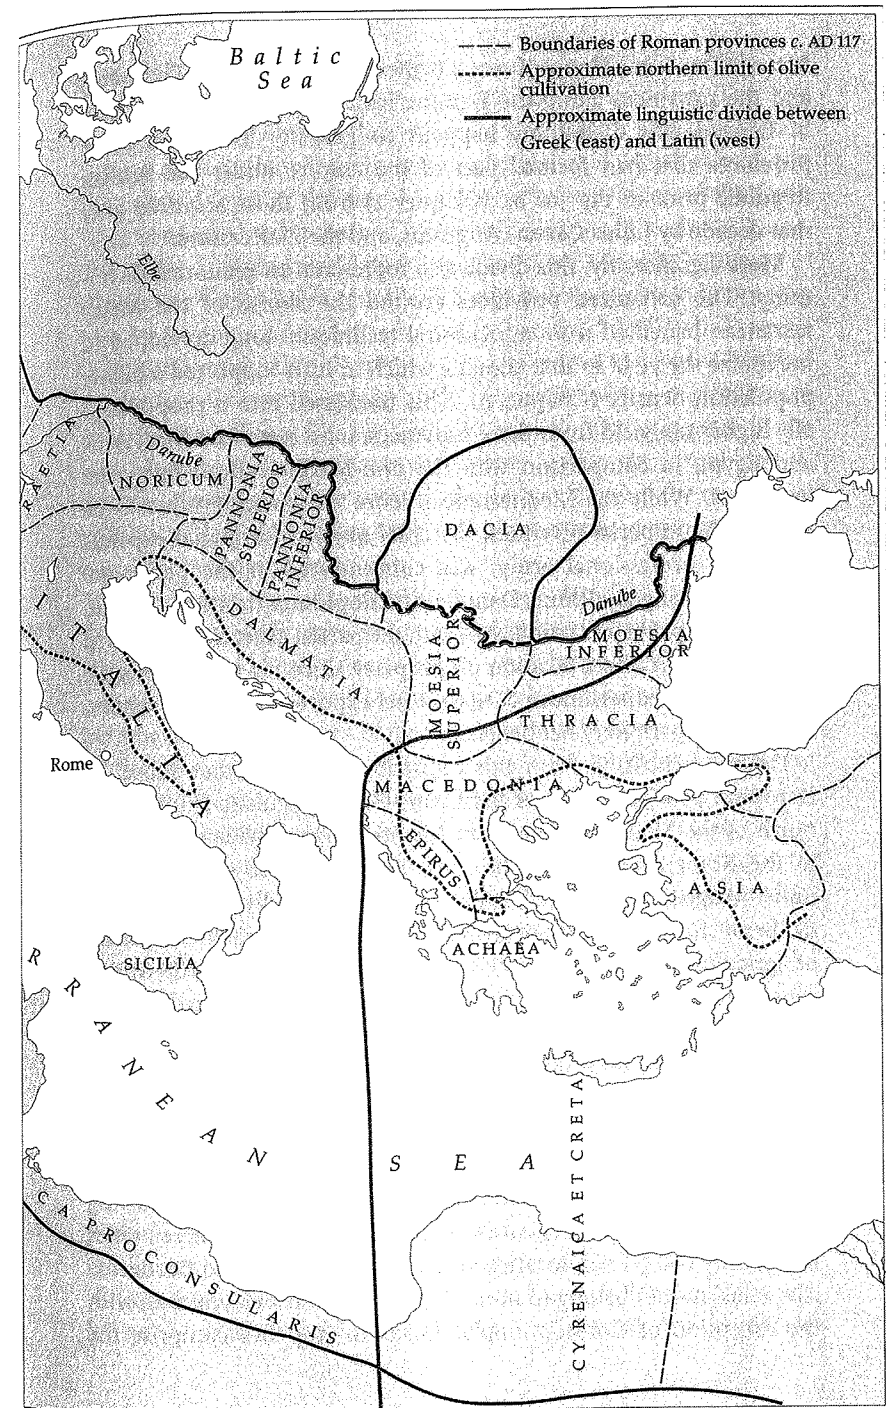 Baltic
Sea
Boundaries of Roman provinces c. AD 117
Approximate northern limit of olive
cultivation
Approximate linguistic divide between
Greek (east) and Latin (west)
Elbe
RAETIA
Danube
NORICUM
PANNONIA
SUPERIOR
PANNONIA
INFERIOR
DACIA
Danube
MOESIA
INFERIOR
DALMATIA
MOESIA
SUPERIOR
ITALIA
THRACIA
Rome
MACEDONIA
EPIRUS
ASIA
ACHAEA
SICILIA
RRANEAN
SEA
CYRENAICA ET CRETA
CA PROCONSULARIS